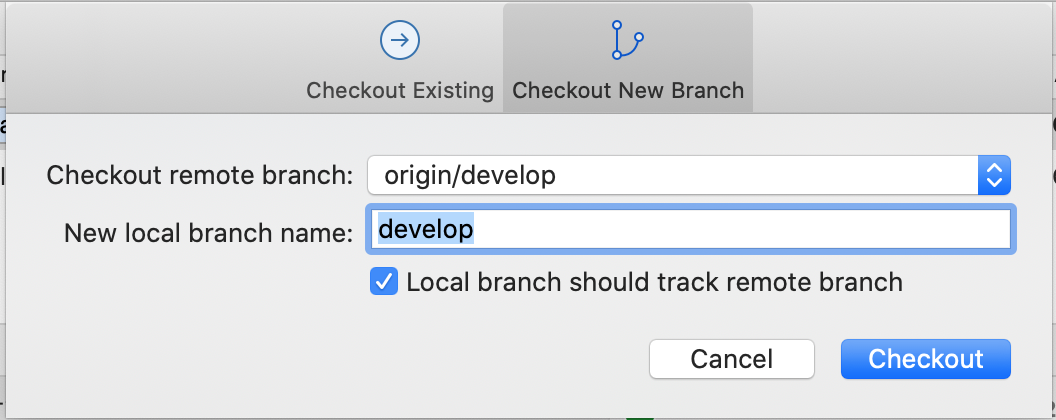 Checkout Existing
Checkout New Branch
Checkout remote branch: origin/develop
New local branch name: develop
Local branch should track remote branch
Cancel
Checkout